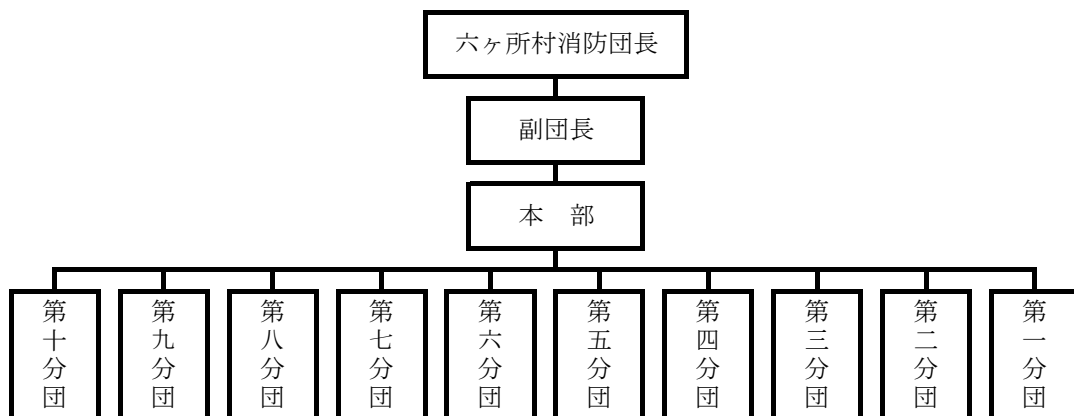 六ヶ所村消防団長
副団長
本　部
第一分団
第二分団
第三分団
第四分団
第五分団
第六分団
第七分団
第八分団
第九分団
第十分団